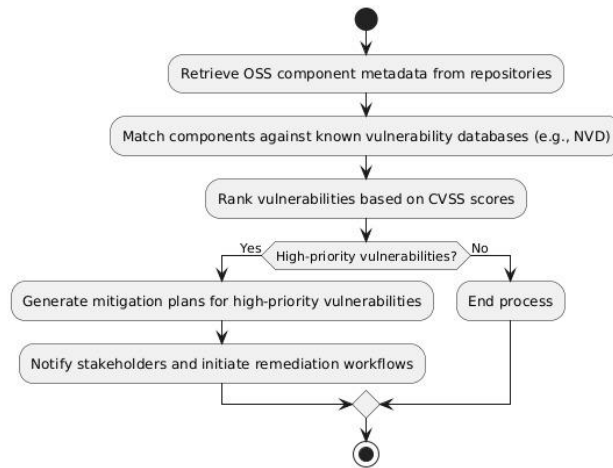 Retrieve OSS component metadata from repositories
Match components against known vulnerability databases (e.g., NVD)
Rank vulnerabilities based on CVSS scores
High-priority vulnerabilities?
Yes
No
Generate mitigation plans for high-priority vulnerabilities
End process
Notify stakeholders and initiate remediation workflows